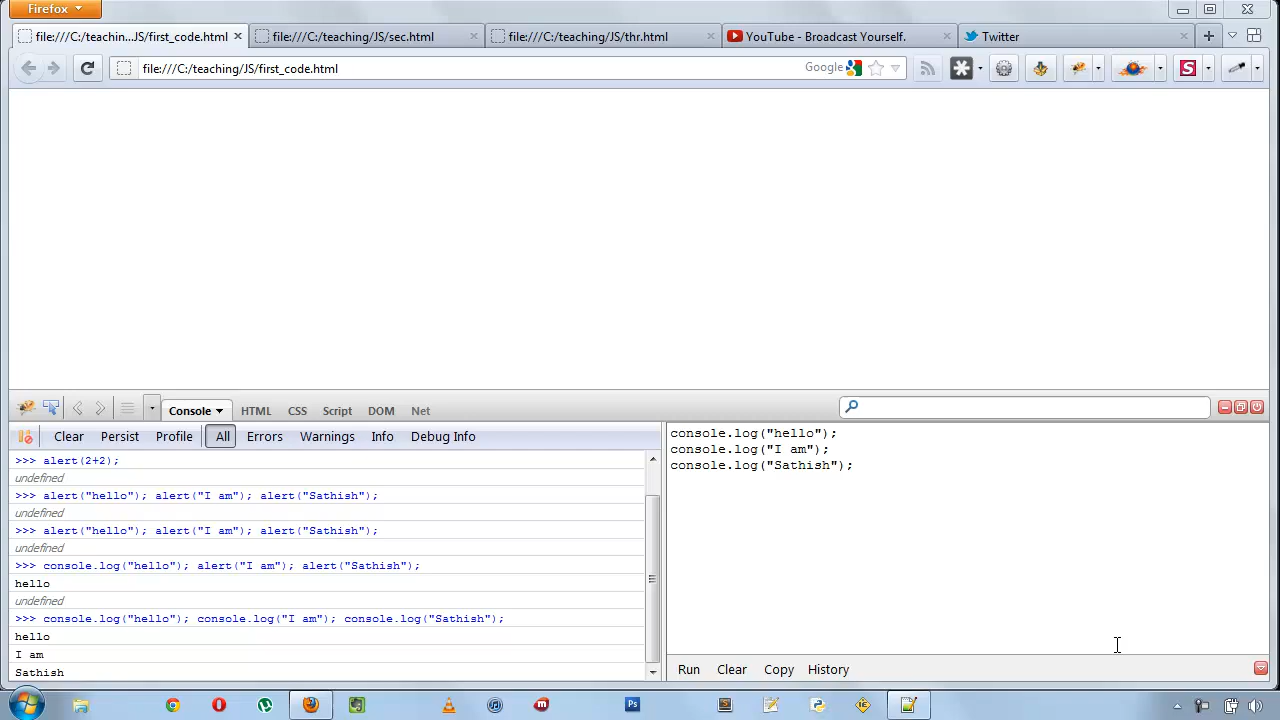 Firefox
file:///C:/teachin...JS/first_code.html
file:///C:/teaching/JS/sec.html
file:///C:/teaching/JS/thr.html
YouTube - Broadcast Yourself.
Twitter
file:///C:/teaching/JS/first_code.html
Google
Console
HTML
CSS
Script
DOM
Net
Clear
Persist
Profile
All
Errors
Warnings
Info
Debug Info
>>> alert(2+2);
undefined
>>> alert("hello"); alert("I am"); alert("Sathish");
undefined
>>> alert("hello"); alert("I am"); alert("Sathish");
undefined
>>> console.log("hello"); alert("I am"); alert("Sathish");
hello
undefined
>>> console.log("hello"); console.log("I am"); console.log("Sathish");
hello
I am
Sathish
console.log("hello");
console.log("I am");
console.log("Sathish");
Run
Clear
Copy
History
Ps